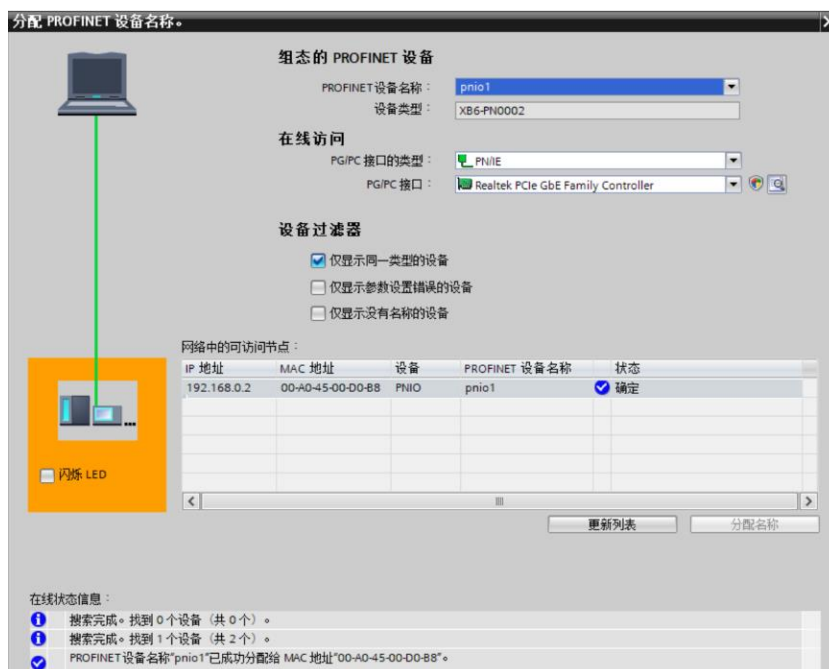 分配 PROFINET 设备名称。
组态的 PROFINET 设备
PROFINET设备名称： pnio1
设备类型： XB6-PN0002
在线访问
PG/PC 接口的类型： PN/IE
PG/PC 接口： Realtek PCIe GbE Family Controller
设备过滤器
仅显示同一类型的设备
仅显示参数设置错误的设备
仅显示没有名称的设备
网络中的可访问节点：
IP 地址 MAC 地址 设备 PROFINET 设备名称 状态
192.168.0.2 00-A0-45-00-D0-B8 PNIO pnio1 确定
闪烁 LED
更新列表 分配名称
在线状态信息：
搜索完成。找到 0 个设备（共 0 个）。
搜索完成。找到 1 个设备（共 2 个）。
PROFINET设备名称"pnio1"已成功分配给 MAC 地址"00-A0-45-00-D0-B8"。